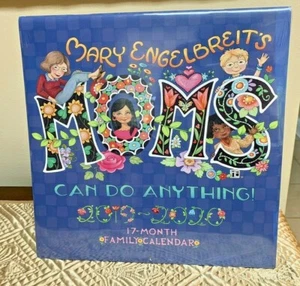 MARY ENGELBREIT'S
MOMS
CAN DO ANYTHING!
2019~2020
17-MONTH
FAMILY CALENDAR